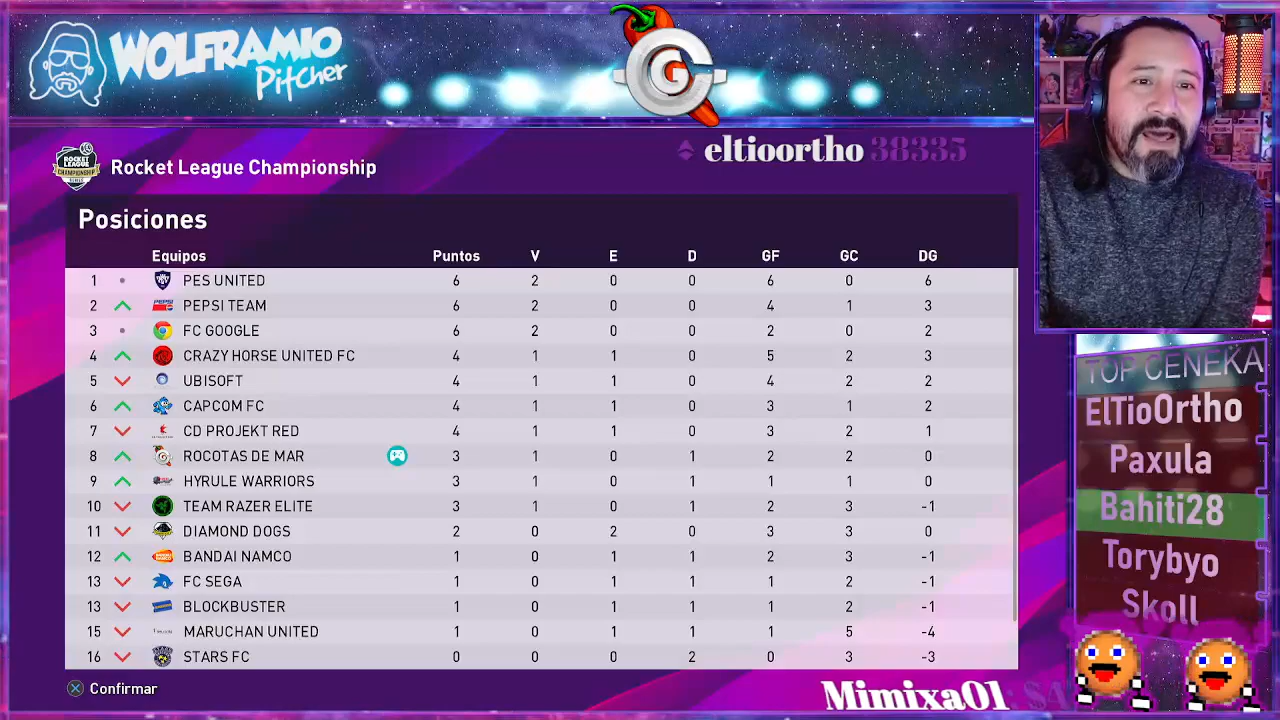 WOLFRAMIO
Pitcher
G
eltioortho 38335
ROCKET LEAGUE
CHAMPIONSHIP
Rocket League Championship
Posiciones
Equipos Puntos V E D GF GC DG
1 PES UNITED 6 2 0 0 6 0 6
2 PEPSI TEAM 6 2 0 0 4 1 3
3 FC GOOGLE 6 2 0 0 2 0 2
4 CRAZY HORSE UNITED FC 4 1 1 0 5 2 3
5 UBISOFT 4 1 1 0 4 2 2
6 CAPCOM FC 4 1 1 0 3 1 2
7 CD PROJEKT RED 4 1 1 0 3 2 1
8 ROCOTAS DE MAR 3 1 0 1 2 2 0
9 HYRULE WARRIORS 3 1 0 1 1 1 0
10 TEAM RAZER ELITE 3 1 0 1 2 3 -1
11 DIAMOND DOGS 2 0 2 0 3 3 0
12 BANDAI NAMCO 1 0 1 1 2 3 -1
13 FC SEGA 1 0 1 1 1 2 -1
13 BLOCKBUSTER 1 0 1 1 1 2 -1
15 MARUCHAN UNITED 1 0 1 1 1 5 -4
16 STARS FC 0 0 0 2 0 3 -3
Confirmar
TOP CENEKA
ElTioOrtho
Paxula
Bahiti28
Torybyo
Skoll
Mimixa01: $A